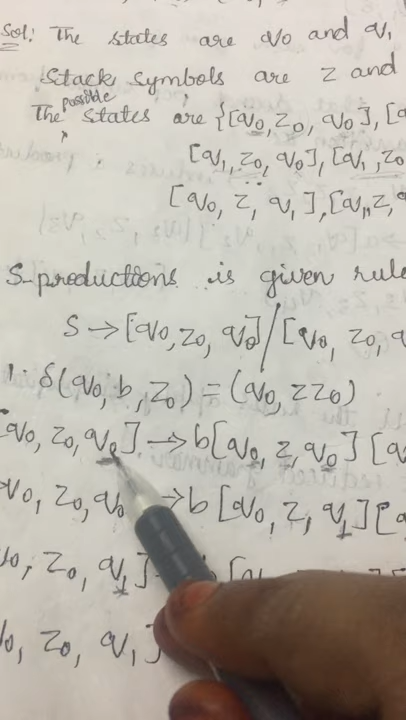 Sol: The states are q0 and q1
Stack symbols are z and
The possible states are {[q0, z0, q0], [q
[q1, z0, q0], [q1, z0
[q0, z, q1], [q1, z, q
S-productions is given rule
S → [q0, z0, q0] / [q0, z0, q
1. δ(q0, b, z0) = (q0, zz0)
[q0, z0, q0] → b[q0, z, q0] [q
q0, z0, q0 → b [q0, z, q1] [q
q0, z0, q1]
q0, z0, q1]